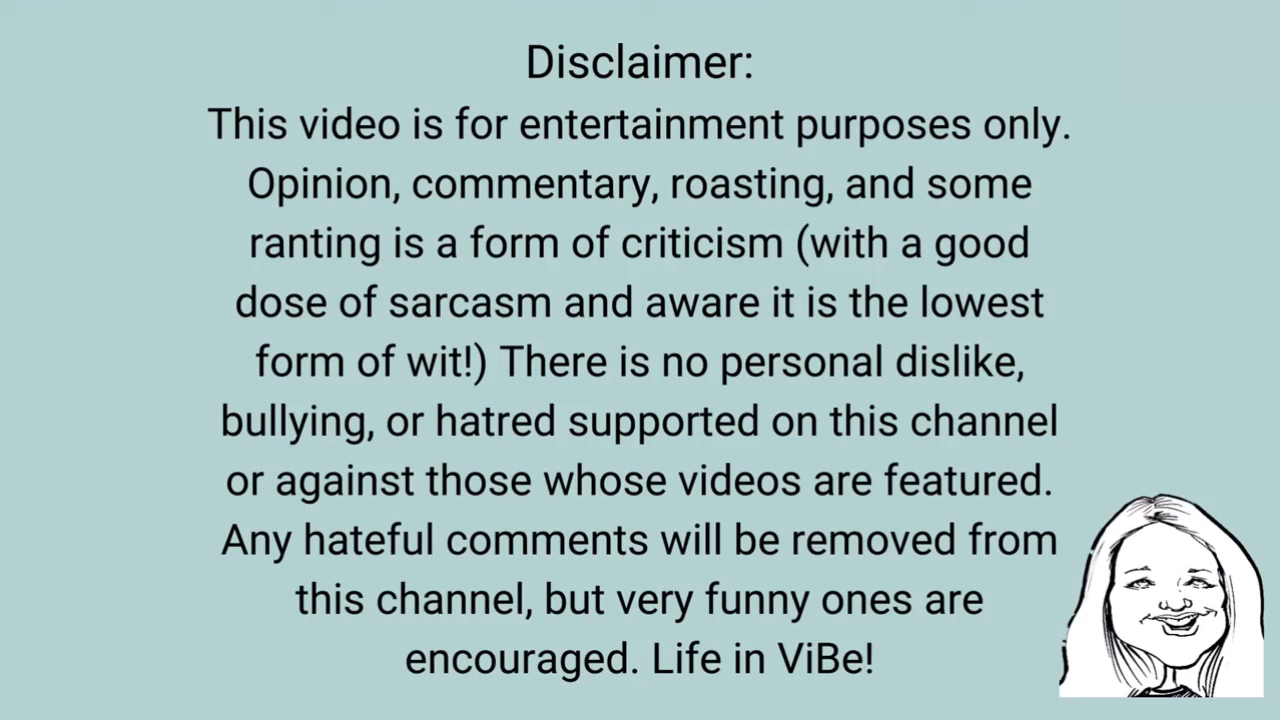 Disclaimer:
This video is for entertainment purposes only.
Opinion, commentary, roasting, and some
ranting is a form of criticism (with a good
dose of sarcasm and aware it is the lowest
form of wit!) There is no personal dislike,
bullying, or hatred supported on this channel
or against those whose videos are featured.
Any hateful comments will be removed from
this channel, but very funny ones are
encouraged. Life in ViBe!